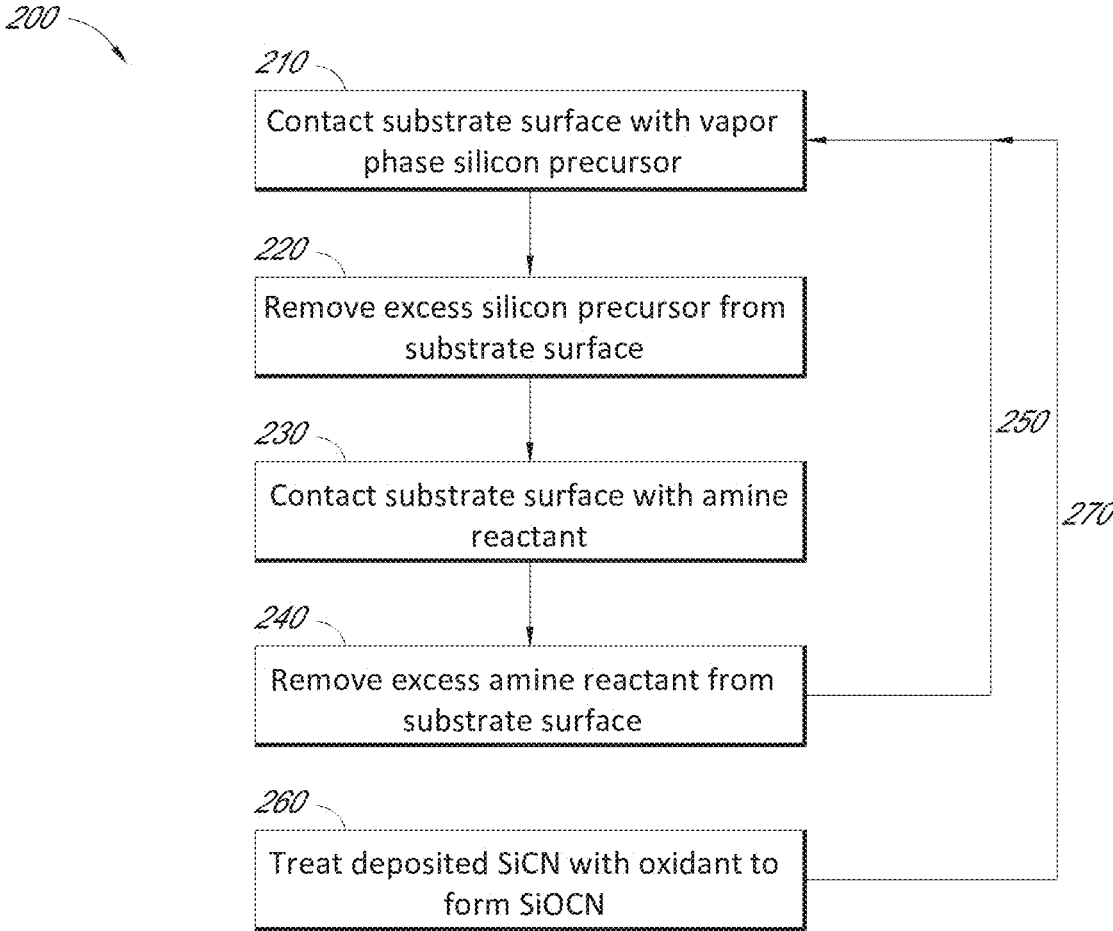 200
210
Contact substrate surface with vapor
phase silicon precursor
220
Remove excess silicon precursor from
substrate surface
230
Contact substrate surface with amine
reactant
240
Remove excess amine reactant from
substrate surface
250
270
260
Treat deposited SiCN with oxidant to
form SiOCN